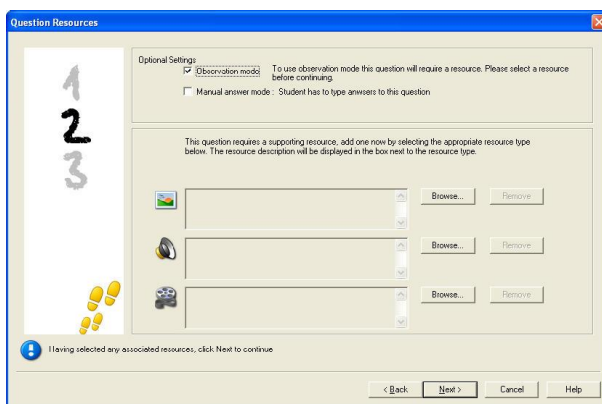 Question Resources
1
2
3
Optional Settings
Observation mode
To use observation mode this question will require a resource. Please select a resource
before continuing.
Manual answer mode : Student has to type anwsers to this question
This question requires a supporting resource, add one now by selecting the appropriate resource type
below. The resource description will be displayed in the box next to the resource type.
Browse... Remove
Browse... Remove
Browse... Remove
Having selected any associated resources, click Next to continue
< Back Next > Cancel Help